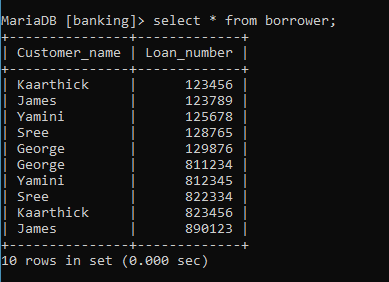 MariaDB [banking]> select * from borrower;
+---------------+-------------+
| Customer_name | Loan_number |
+---------------+-------------+
| Kaarthick     |      123456 |
| James         |      123789 |
| Yamini        |      125678 |
| Sree          |      128765 |
| George        |      129876 |
| George        |      811234 |
| Yamini        |      812345 |
| Sree          |      822334 |
| Kaarthick     |      823456 |
| James         |      890123 |
+---------------+-------------+
10 rows in set (0.000 sec)